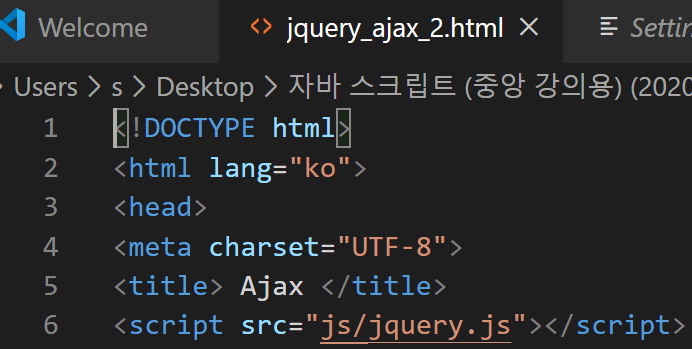 Welcome jquery_ajax_2.html Settin
Users > s > Desktop > 자바 스크립트 (중앙 강의용) (2020
1 <!DOCTYPE html>
2 <html lang="ko">
3 <head>
4 <meta charset="UTF-8">
5 <title> Ajax </title>
6 <script src="js/jquery.js"></script>